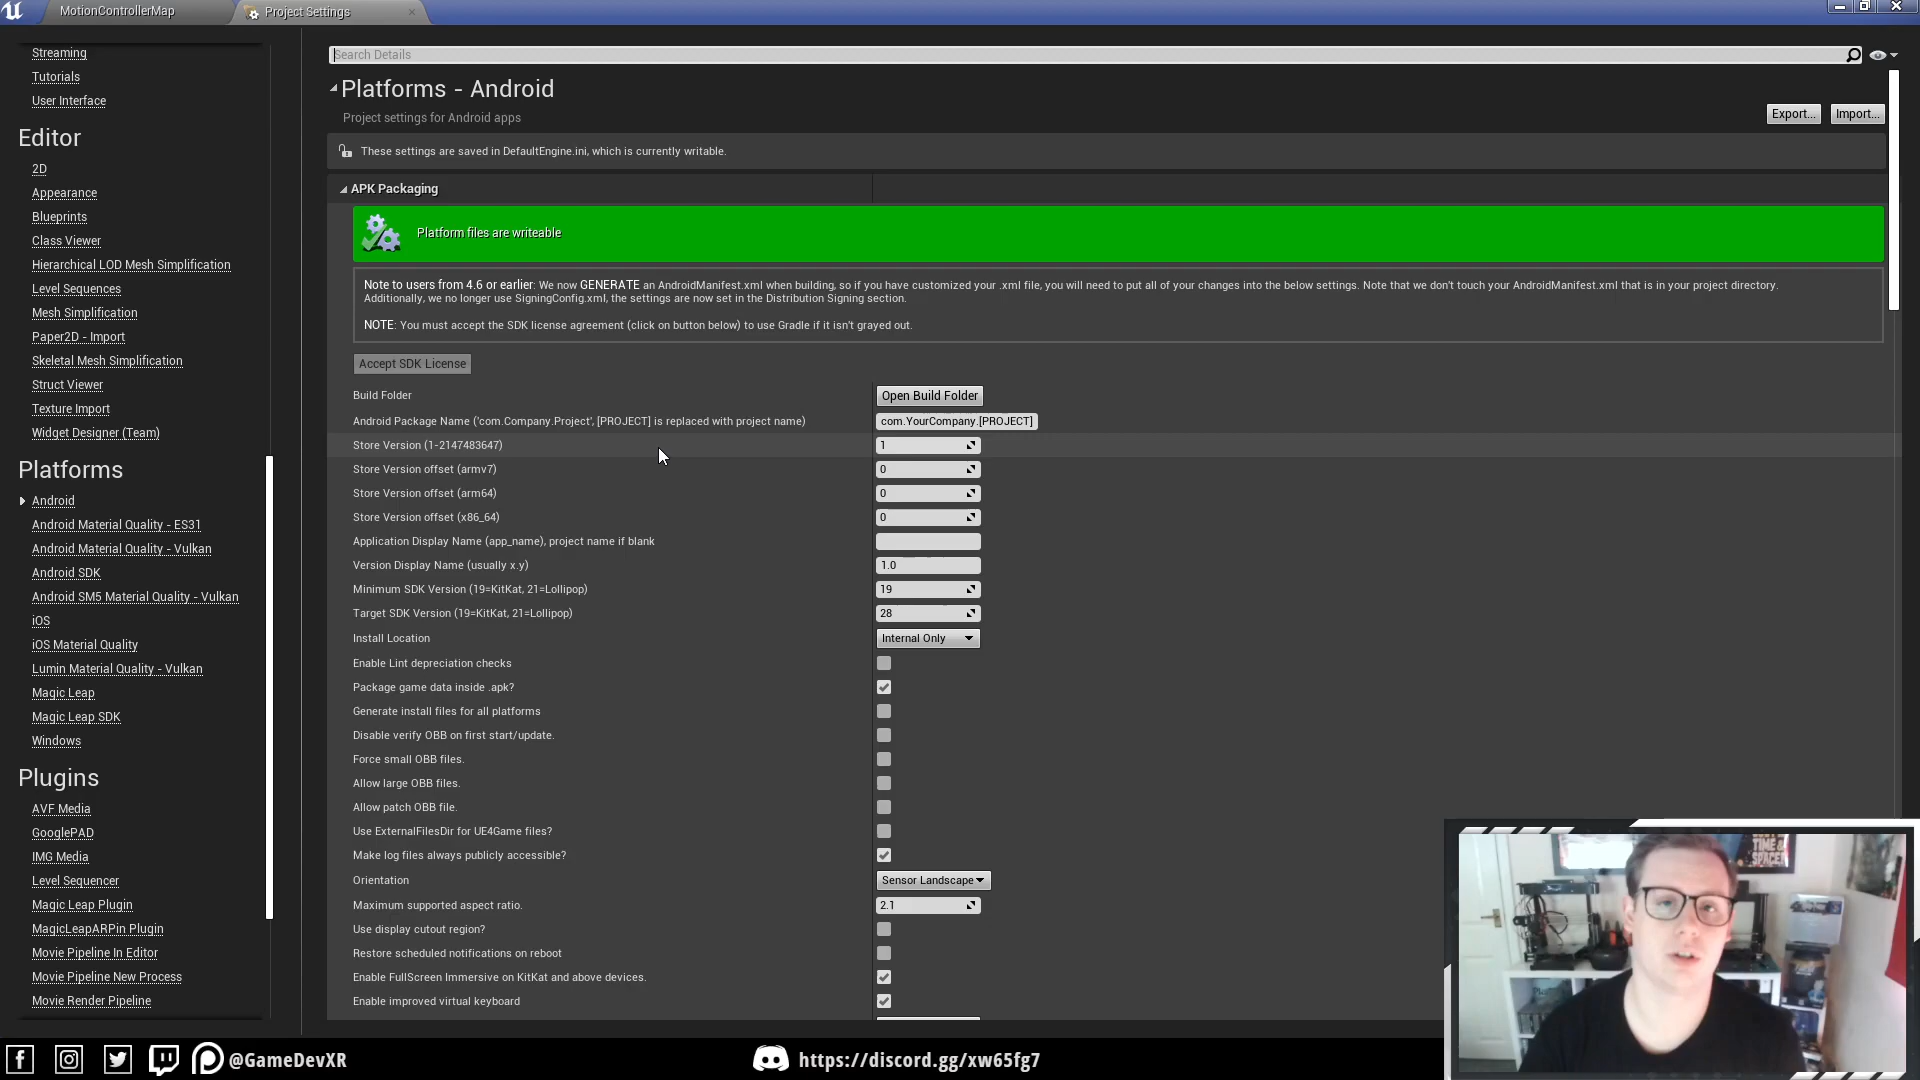 MotionControllerMap
Project Settings
Streaming
Tutorials
User Interface
Editor
2D
Appearance
Blueprints
Class Viewer
Hierarchical LOD Mesh Simplification
Level Sequences
Mesh Simplification
Paper2D - Import
Skeletal Mesh Simplification
Struct Viewer
Texture Import
Widget Designer (Team)
Platforms
Android
Android Material Quality - ES31
Android Material Quality - Vulkan
Android SDK
Android SM5 Material Quality - Vulkan
iOS
iOS Material Quality
Lumin Material Quality - Vulkan
Magic Leap
Magic Leap SDK
Windows
Plugins
AVF Media
GooglePAD
IMG Media
Level Sequencer
Magic Leap Plugin
MagicLeapARPin Plugin
Movie Pipeline In Editor
Movie Pipeline New Process
Movie Render Pipeline
Search Details
Platforms - Android
Project settings for Android apps
Export...
Import...
These settings are saved in DefaultEngine.ini, which is currently writable.
APK Packaging
Platform files are writeable
Note to users from 4.6 or earlier: We now GENERATE an AndroidManifest.xml when building, so if you have customized your .xml file, you will need to put all of your changes into the below settings. Note that we don't touch your AndroidManifest.xml that is in your project directory.
Additionally, we no longer use SigningConfig.xml, the settings are now set in the Distribution Signing section.
NOTE: You must accept the SDK license agreement (click on button below) to use Gradle if it isn't grayed out.
Accept SDK License
Build Folder Open Build Folder
Android Package Name ('com.Company.Project', [PROJECT] is replaced with project name) com.YourCompany.[PROJECT]
Store Version (1-2147483647) 1
Store Version offset (armv7) 0
Store Version offset (arm64) 0
Store Version offset (x86_64) 0
Application Display Name (app_name), project name if blank
Version Display Name (usually x.y) 1.0
Minimum SDK Version (19=KitKat, 21=Lollipop) 19
Target SDK Version (19=KitKat, 21=Lollipop) 28
Install Location Internal Only
Enable Lint depreciation checks
Package game data inside .apk?
Generate install files for all platforms
Disable verify OBB on first start/update.
Force small OBB files.
Allow large OBB files.
Allow patch OBB file.
Use ExternalFilesDir for UE4Game files?
Make log files always publicly accessible?
Orientation Sensor Landscape
Maximum supported aspect ratio. 2.1
Use display cutout region?
Restore scheduled notifications on reboot
Enable FullScreen Immersive on KitKat and above devices.
Enable improved virtual keyboard
TIME &
SPACE
@GameDevXR
https://discord.gg/xw65fg7